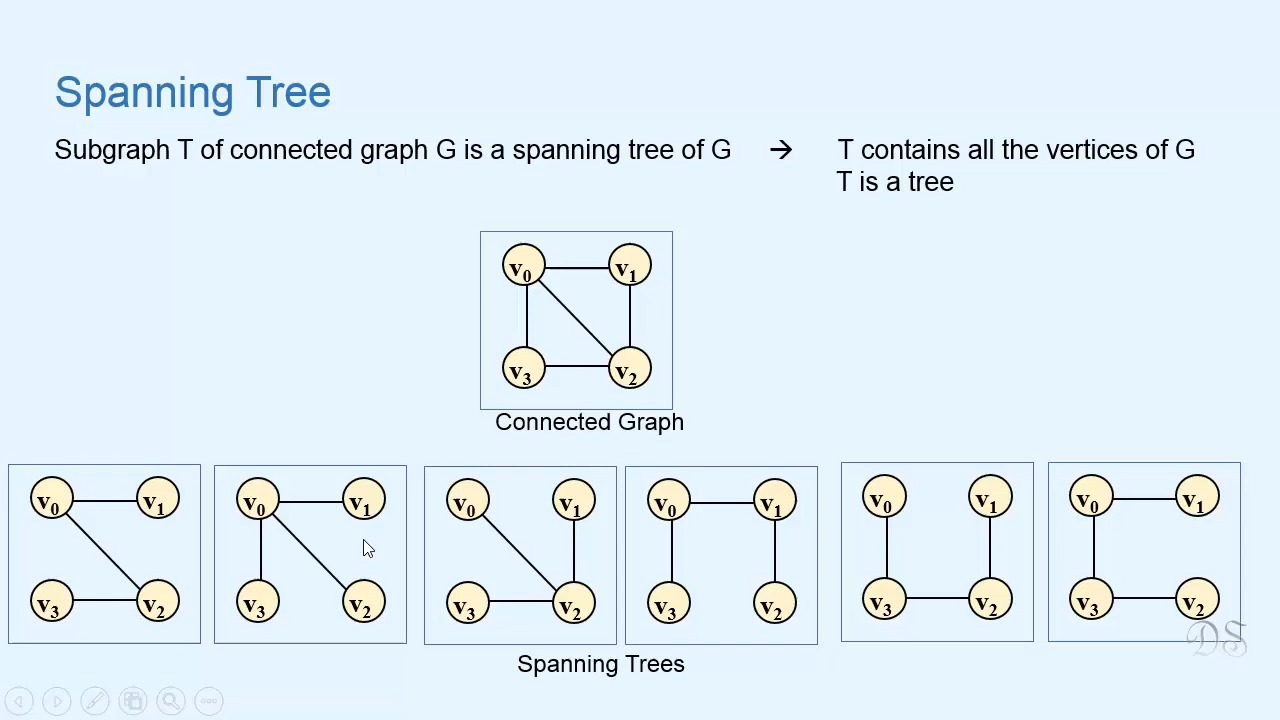 Spanning Tree
Subgraph T of connected graph G is a spanning tree of G → T contains all the vertices of G
T is a tree
v0 v1
v3 v2
Connected Graph
v0 v1 v0 v1 v0 v1 v0 v1 v0 v1 v0 v1
v3 v2 v3 v2 v3 v2 v3 v2 v3 v2 v3 v2
DS
Spanning Trees